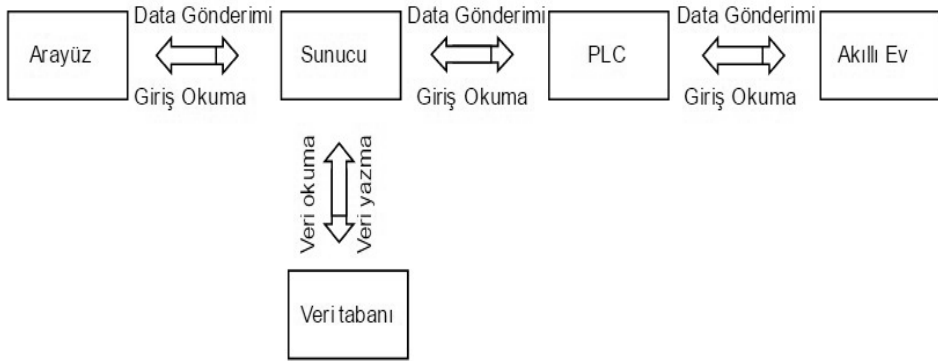 Data Gönderimi
Data Gönderimi
Data Gönderimi
Arayüz
Sunucu
PLC
Akıllı Ev
Giriş Okuma
Giriş Okuma
Giriş Okuma
Veri okuma
Veri yazma
Veri tabanı